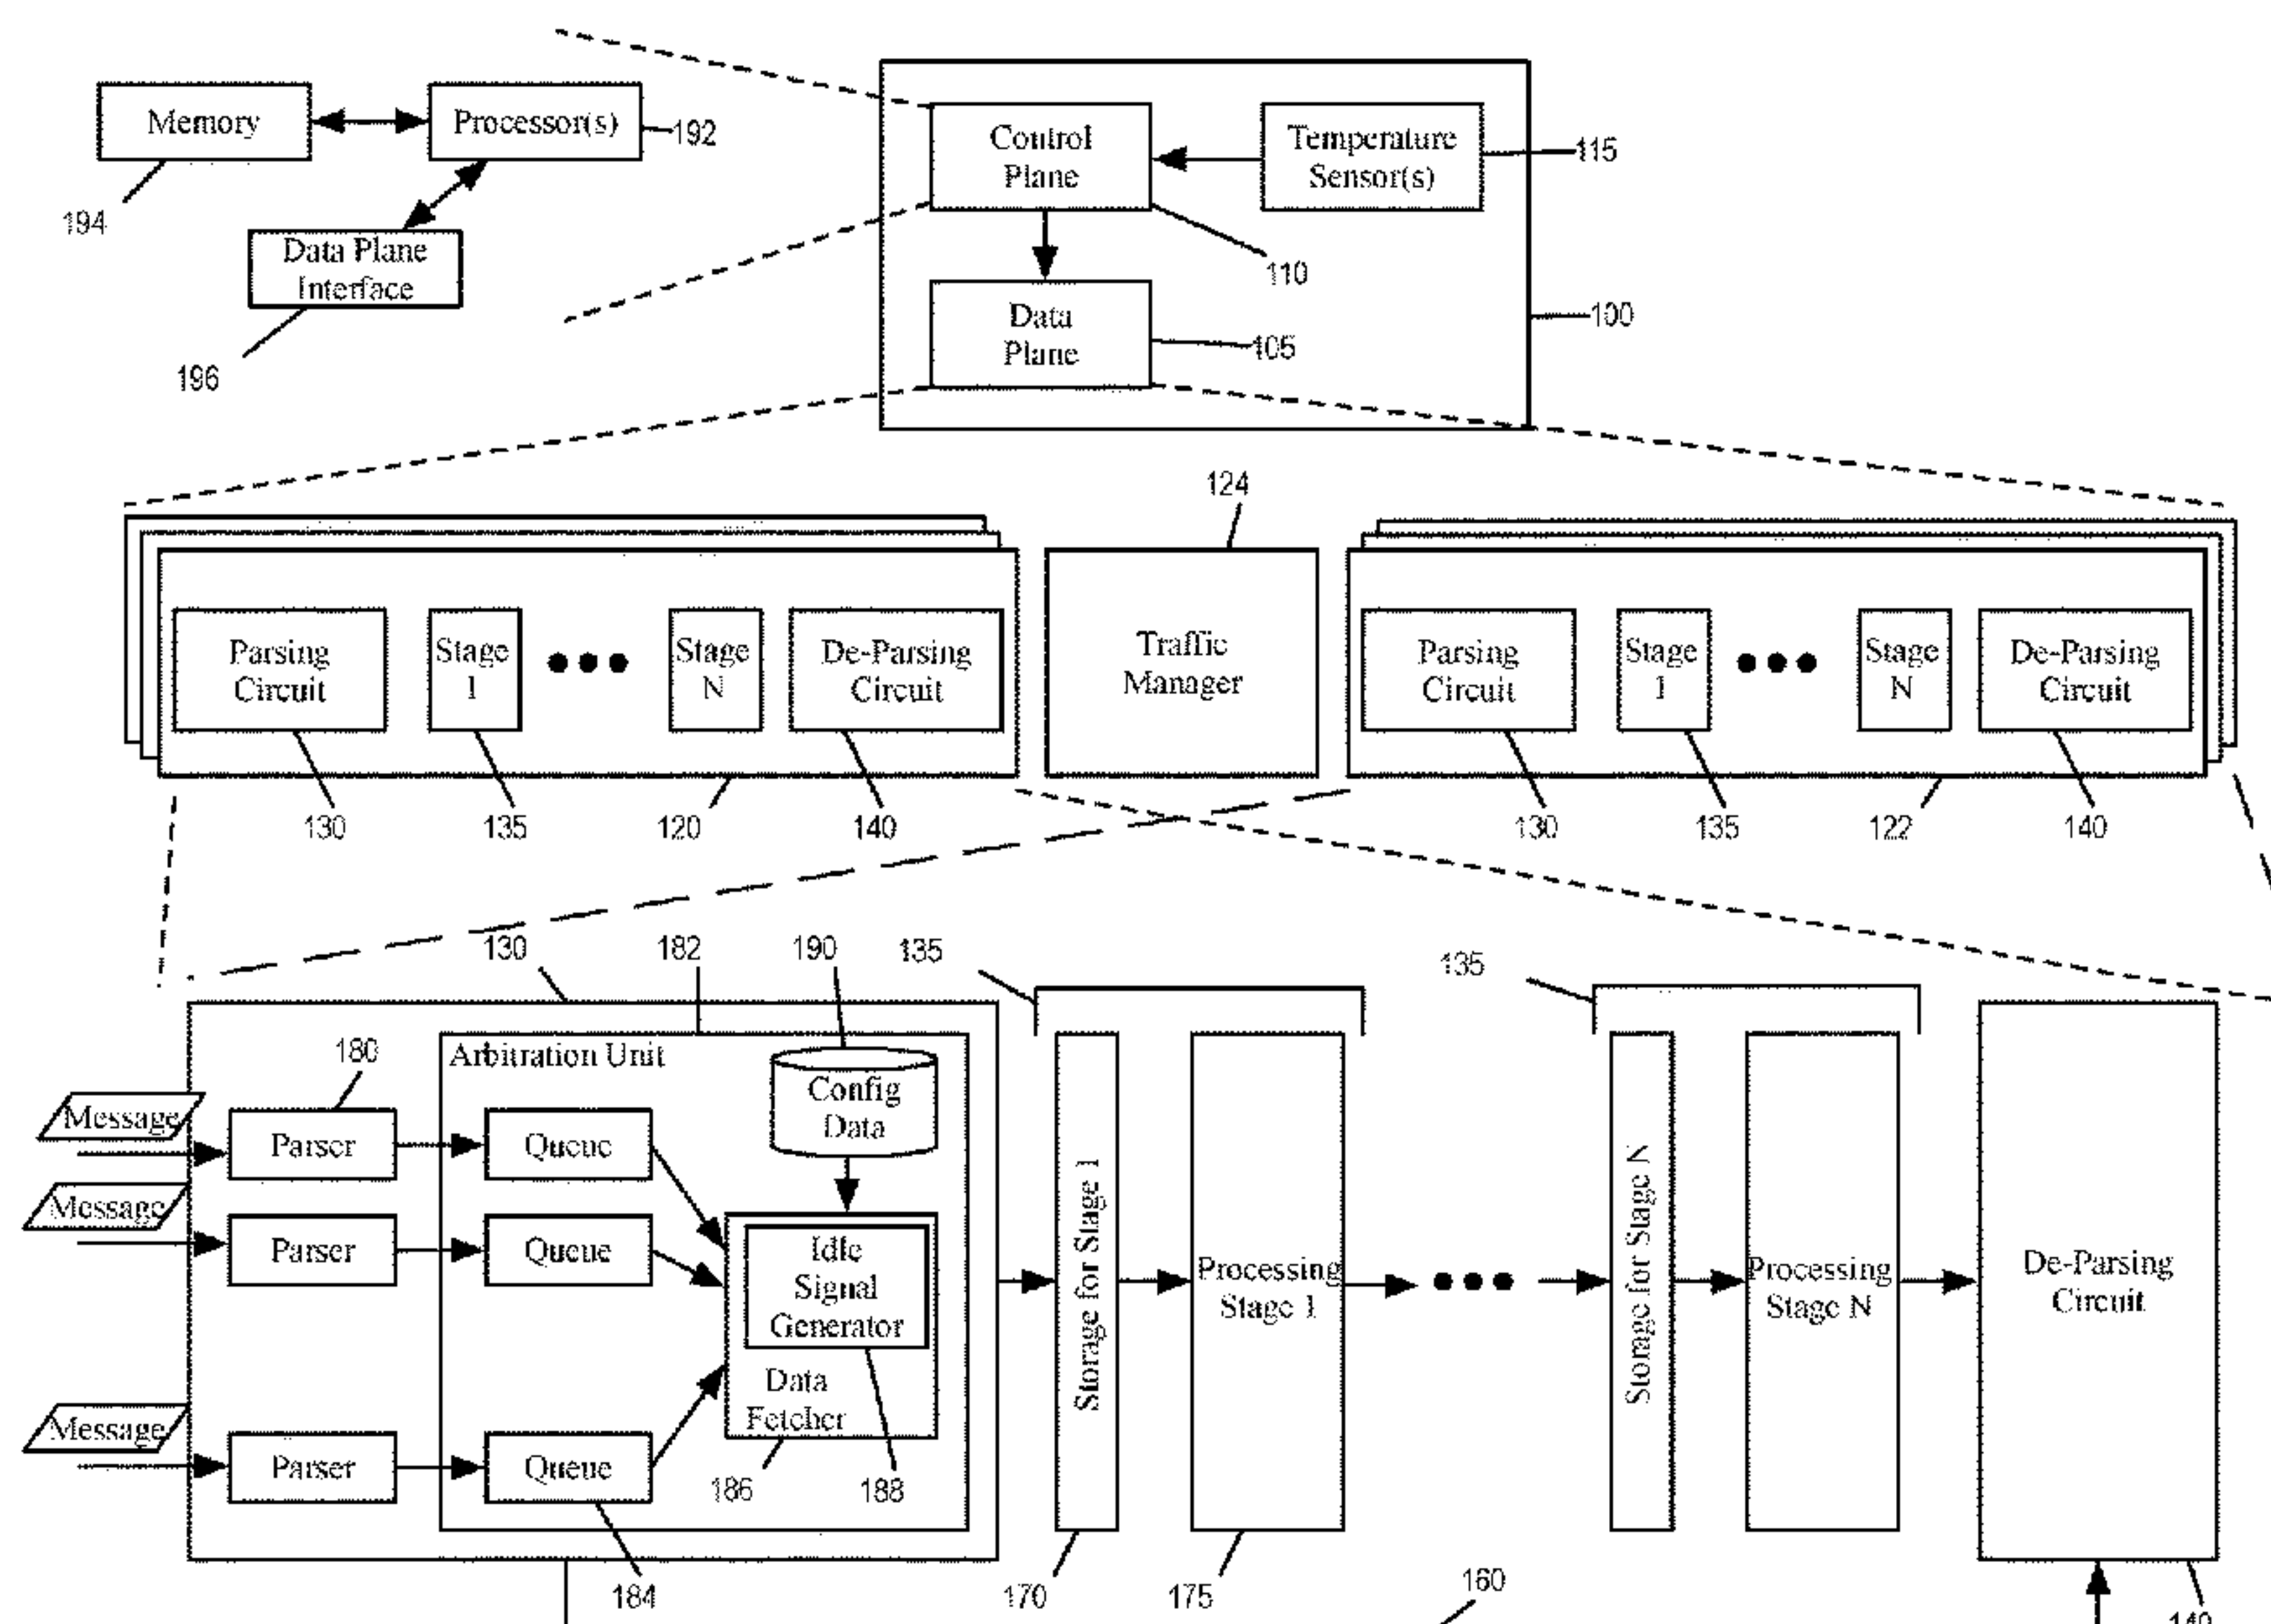 Memory
Processor(s)
192
194
Data Plane
Interface
196
Control
Plane
Temperature
Sensor(s)
115
110
Data
Plane
105
100
124
Parsing
Circuit
Stage
1
Stage
N
De-Parsing
Circuit
Traffic
Manager
Parsing
Circuit
Stage
1
Stage
N
De-Parsing
Circuit
130
135
120
140
130
135
122
140
130
182
190
135
135
180
Arbitration Unit
Config
Data
Message
Parser
Queue
Message
Parser
Queue
Idle
Signal
Generator
Data
Fetcher
Message
Parser
Queue
186
188
184
Storage for Stage 1
Processing
Stage 1
Storage for Stage N
Processing
Stage N
De-Parsing
Circuit
170
175
160